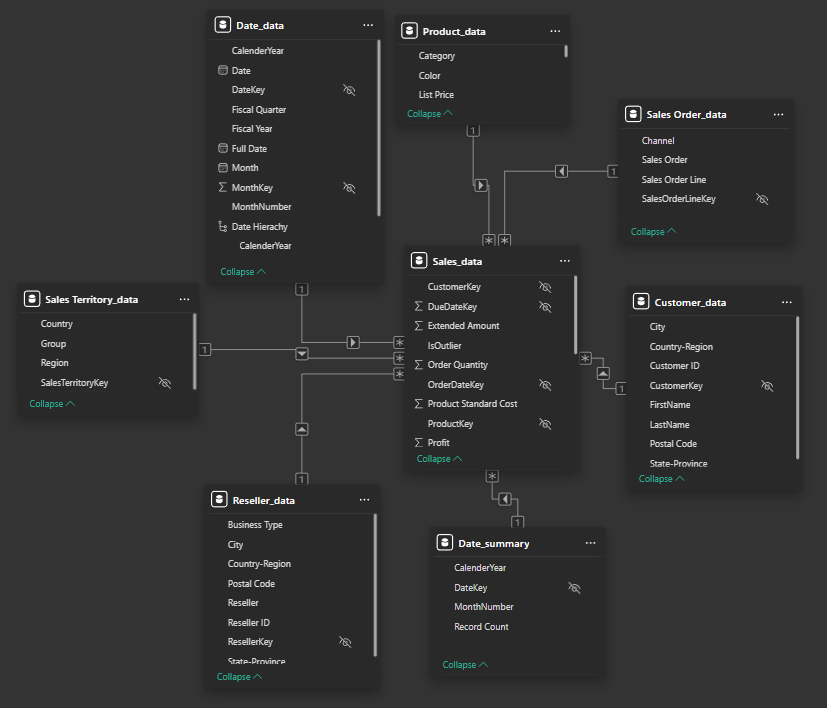 Date_data
CalenderYear
Date
DateKey
Fiscal Quarter
Fiscal Year
Full Date
Month
MonthKey
MonthNumber
Date Hierachy
CalenderYear
Collapse
Product_data
Category
Color
List Price
Collapse
Sales Order_data
Channel
Sales Order
Sales Order Line
SalesOrderLineKey
Collapse
Sales Territory_data
Country
Group
Region
SalesTerritoryKey
Collapse
Sales_data
CustomerKey
DueDateKey
Extended Amount
IsOutlier
Order Quantity
OrderDateKey
Product Standard Cost
ProductKey
Profit
Collapse
Customer_data
City
Country-Region
Customer ID
CustomerKey
FirstName
LastName
Postal Code
State-Province
Collapse
Reseller_data
Business Type
City
Country-Region
Postal Code
Reseller
Reseller ID
ResellerKey
State-Province
Collapse
Date_summary
CalenderYear
DateKey
MonthNumber
Record Count
Collapse
1
*
1
*
1
*
1
*
1
*
1
*
1
*